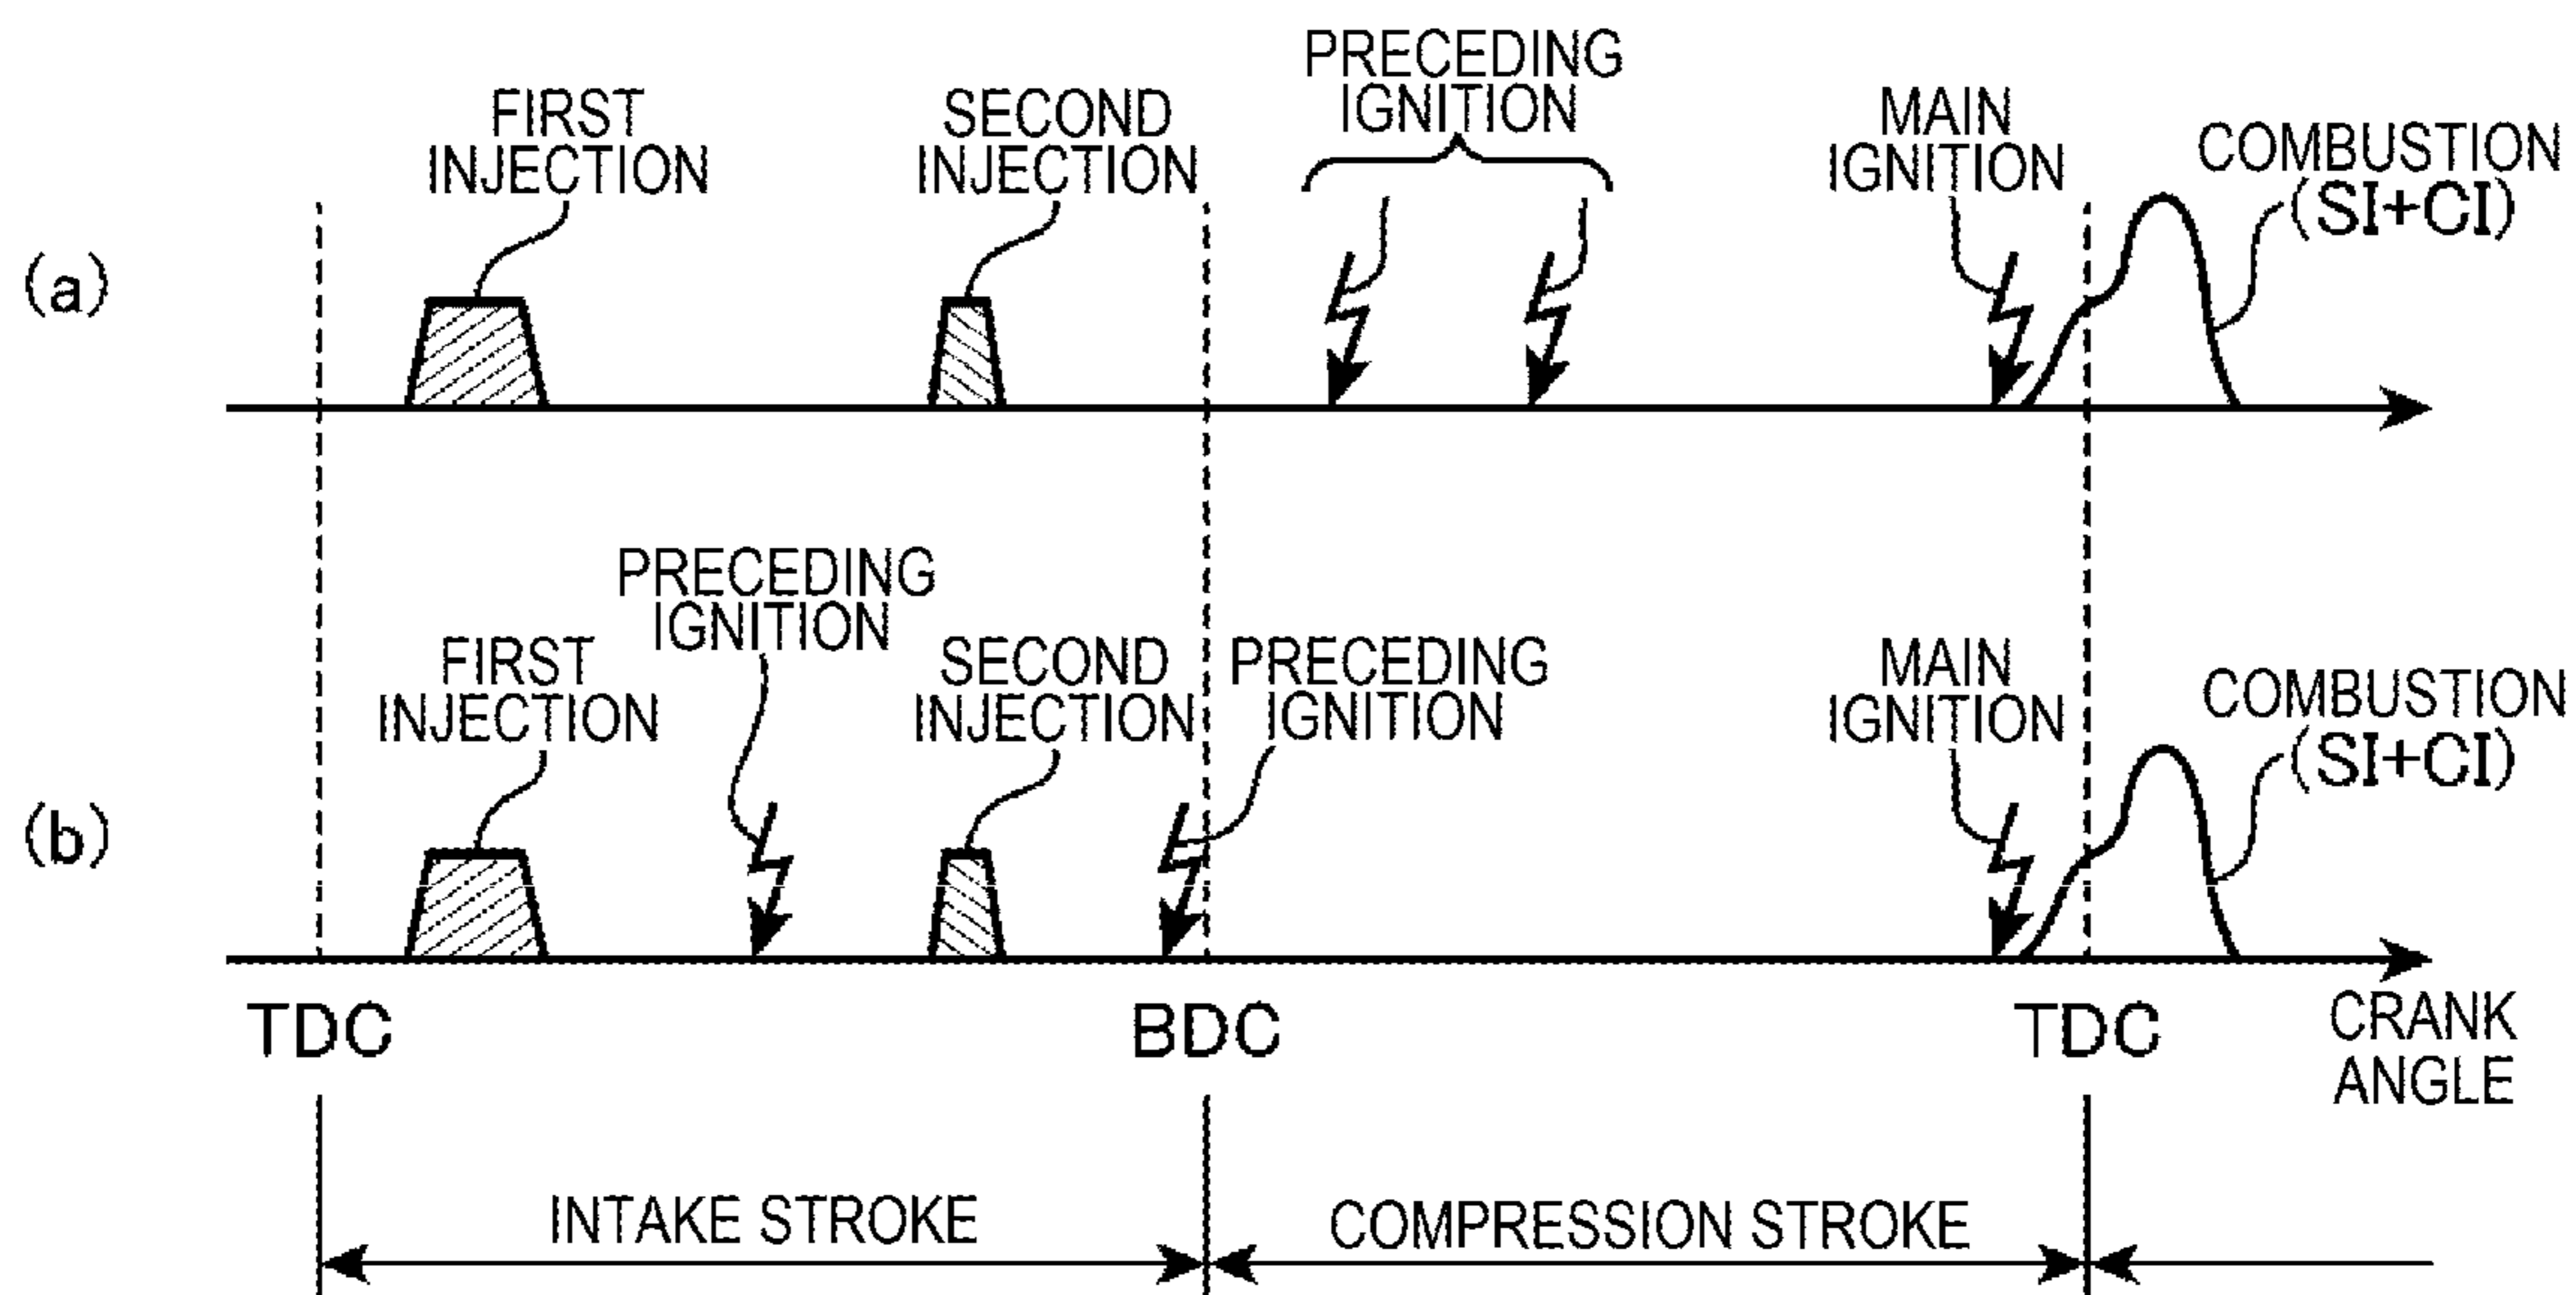 PRECEDING
IGNITION
FIRST
INJECTION
SECOND
INJECTION
MAIN
IGNITION
COMBUSTION
(SI+CI)
(a)
PRECEDING
IGNITION
FIRST
INJECTION
SECOND
INJECTION
PRECEDING
IGNITION
MAIN
IGNITION
COMBUSTION
(SI+CI)
(b)
TDC
BDC
TDC
CRANK
ANGLE
INTAKE STROKE
COMPRESSION STROKE